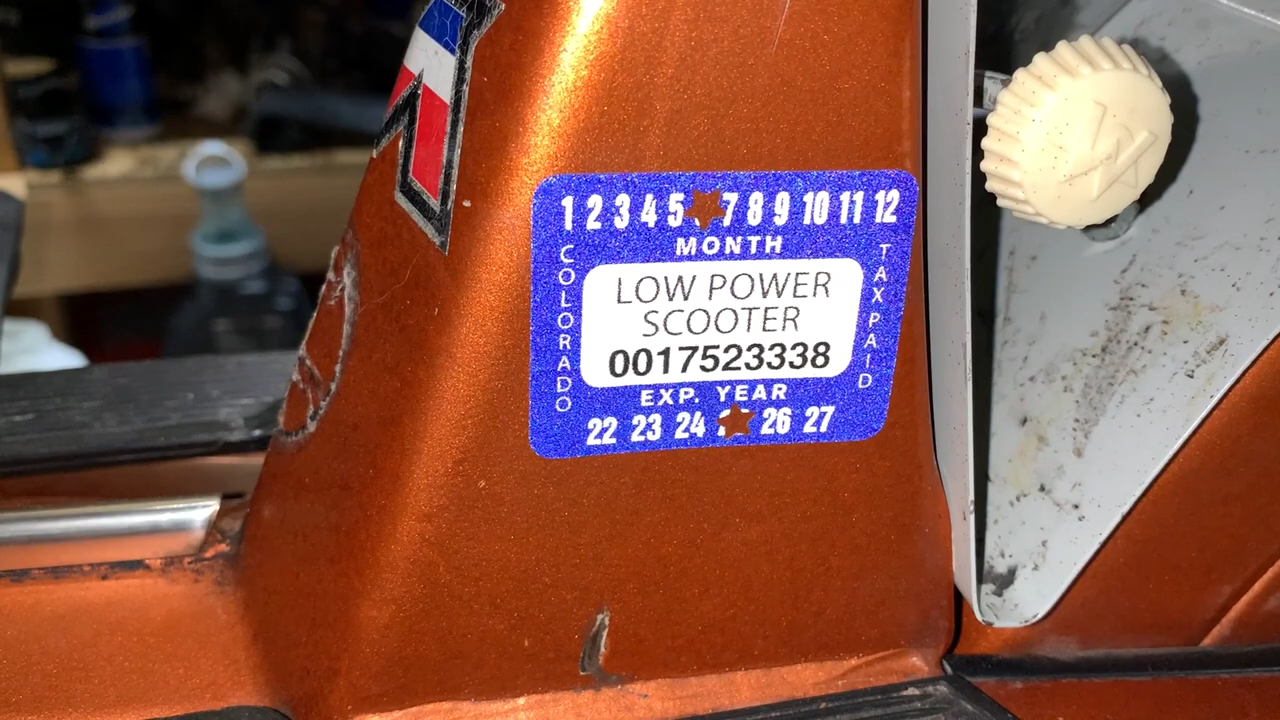 1 2 3 4 5 7 8 9 10 11 12
MONTH
COLORADO
LOW POWER
SCOOTER
0017523338
TAX PAID
EXP. YEAR
22 23 24 26 27